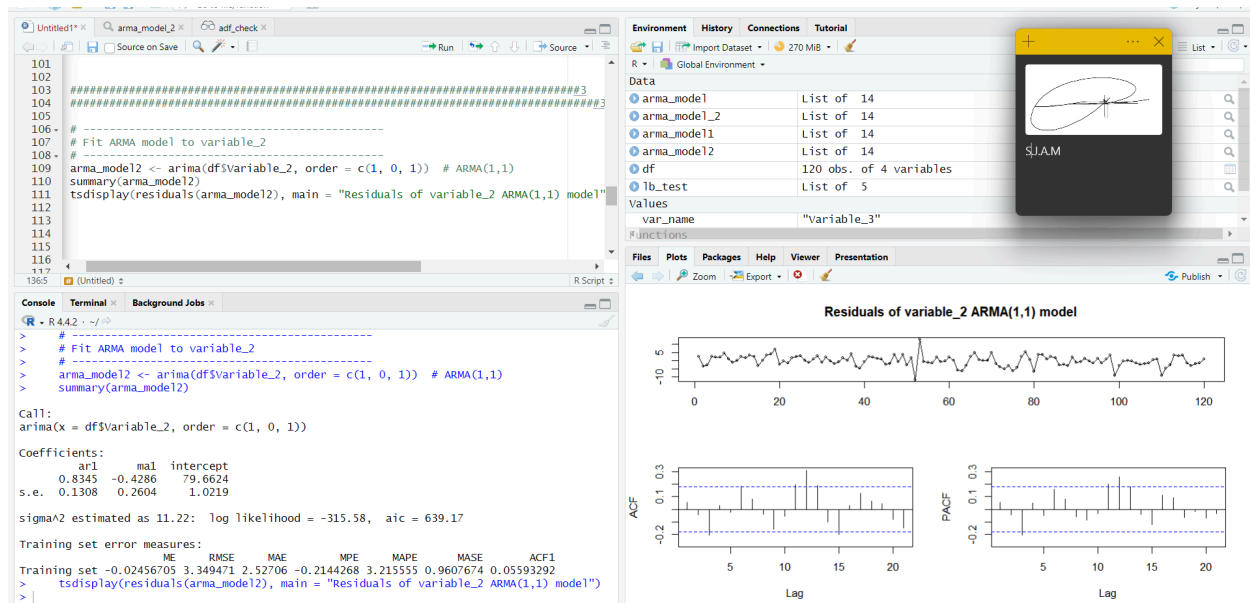 Untitled1* × arma_model_2 × adf_check ×
Source on Save Run Source
101
102
103 ##############################################################################3
104 #################################################################################3
105
106 # -----------------------------------------------
107 # Fit ARMA model to variable_2
108 # -----------------------------------------------
109 arma_model2 <- arima(df$Variable_2, order = c(1, 0, 1)) # ARMA(1,1)
110 summary(arma_model2)
111 tsdisplay(residuals(arma_model2), main = "Residuals of variable_2 ARMA(1,1) model"
112
113
114
115
116
117
136:5 (Untitled) R Script
Console Terminal × Background Jobs ×
R 4.4.2 · ~/
> # -----------------------------------------------
> # Fit ARMA model to variable_2
> # -----------------------------------------------
> arma_model2 <- arima(df$Variable_2, order = c(1, 0, 1)) # ARMA(1,1)
> summary(arma_model2)
Call:
arima(x = df$Variable_2, order = c(1, 0, 1))
Coefficients:
ar1 ma1 intercept
0.8345 -0.4286 79.6624
s.e. 0.1308 0.2604 1.0219
sigma^2 estimated as 11.22: log likelihood = -315.58, aic = 639.17
Training set error measures:
ME RMSE MAE MPE MAPE MASE ACF1
Training set -0.02456705 3.349471 2.52706 -0.2144268 3.215555 0.9607674 0.05593292
> tsdisplay(residuals(arma_model2), main = "Residuals of variable_2 ARMA(1,1) model")
>
Environment History Connections Tutorial
Import Dataset 270 MiB List
R Global Environment
Data
arma_model List of 14
arma_model_2 List of 14
arma_model1 List of 14
arma_model2 List of 14
df 120 obs. of 4 variables
lb_test List of 5
Values
var_name "Variable_3"
Functions
S.I.A.M
Files Plots Packages Help Viewer Presentation
Zoom Export Publish
Residuals of variable_2 ARMA(1,1) model
-10 5
0 20 40 60 80 100 120
ACF
-0.2 0.1 0.3
5 10 15 20
Lag
PACF
-0.2 0.1 0.3
5 10 15 20
Lag